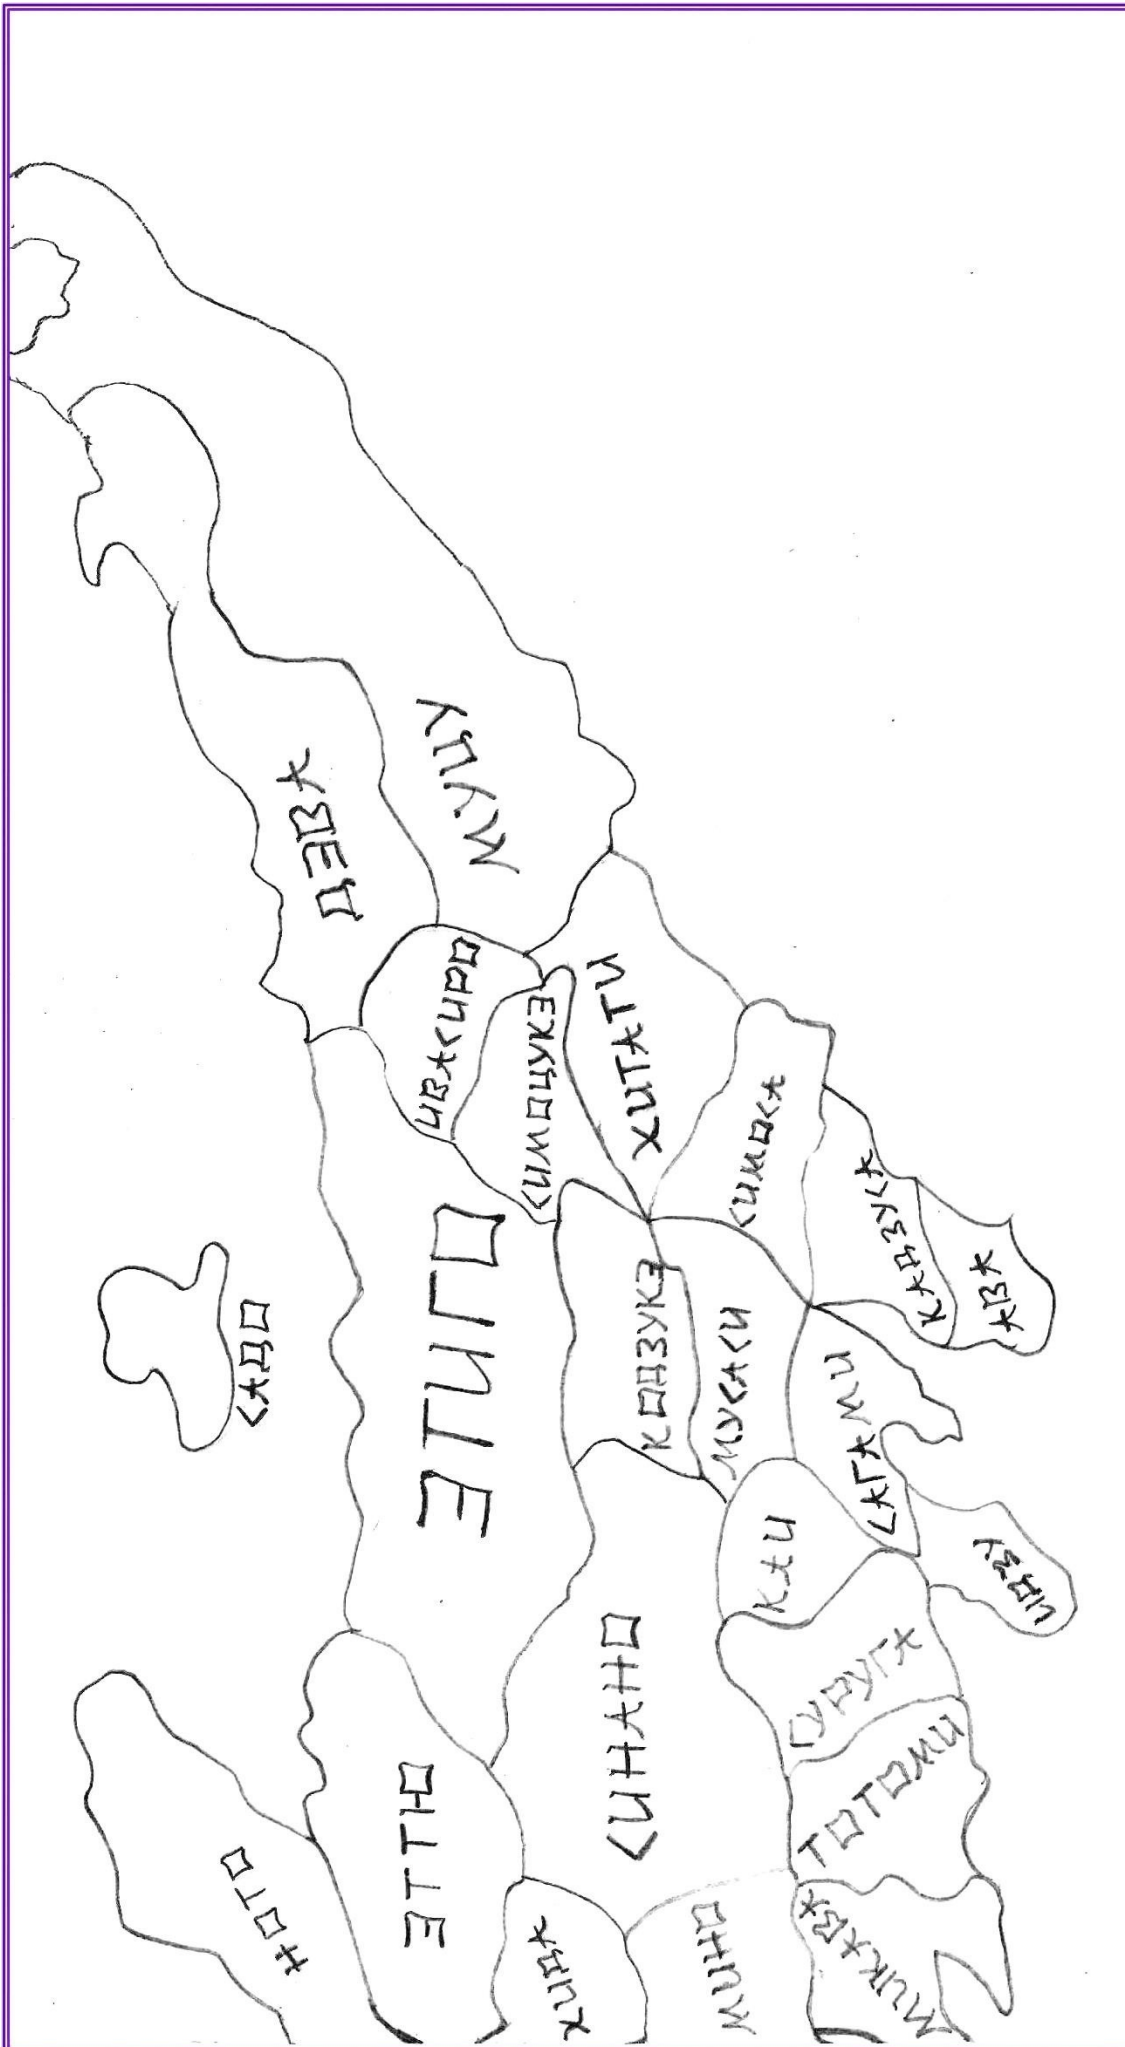 МУЦУ
ДЭВА
ИВАСИРО
СИМОЦУКЭ
ХИТАТИ
СИМОСА
КАДЗУСА
АВА
ЭТИГО
САДО
КОДЗУКЭ
МУСАСИ
САГАМИ
КАИ
ИДЗУ
СИНАНО
СУРУГА
ТОТОМИ
НОТО
ЭТТЮ
ХИДА
МИНО
МИКАВА